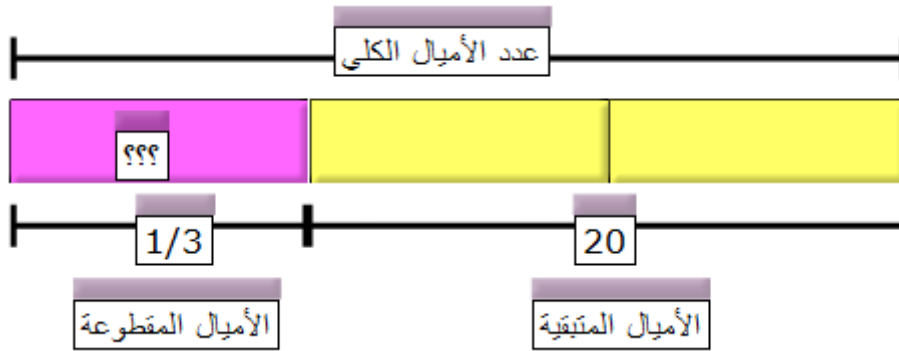 عدد الأميال الكلي
؟؟؟
1/3
20
الأميال المقطوعة
الأميال المتبقية